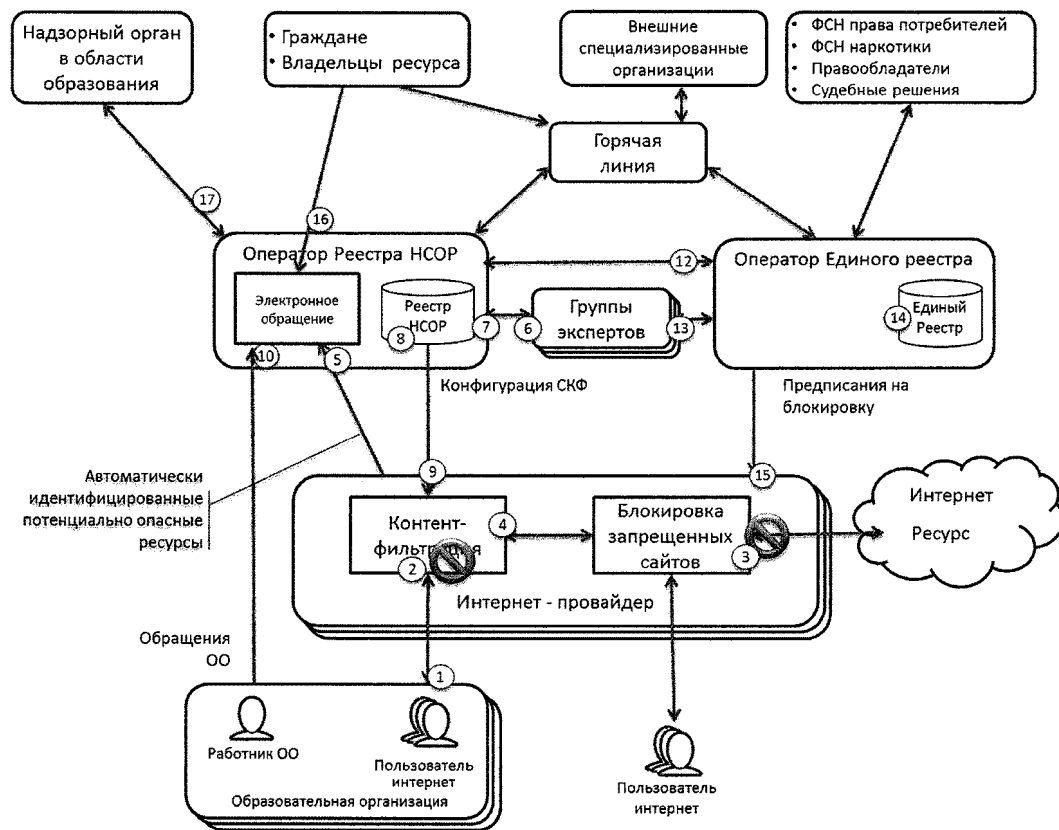 Надзорный орган
в области
образования
• Граждане
• Владельцы ресурса
Внешние
специализированные
организации
• ФСН права потребителей
• ФСН наркотики
• Правообладатели
• Судебные решения
Горячая
линия
17
16
Оператор Реестра НСОР
12
Оператор Единого реестра
Электронное
обращение
Реестр
НСОР
8
7
6
Группы
экспертов
13
14
Единый
Реестр
10
5
Конфигурация СКФ
Предписания на
блокировку
Автоматически
идентифицированные
потенциально опасные
ресурсы
9
15
Контент-
фильтрация
2
4
Блокировка
запрещенных
сайтов
3
Интернет
Ресурс
Интернет - провайдер
Обращения
ОО
1
Работник ОО
Пользователь
интернет
Образовательная организация
Пользователь
интернет